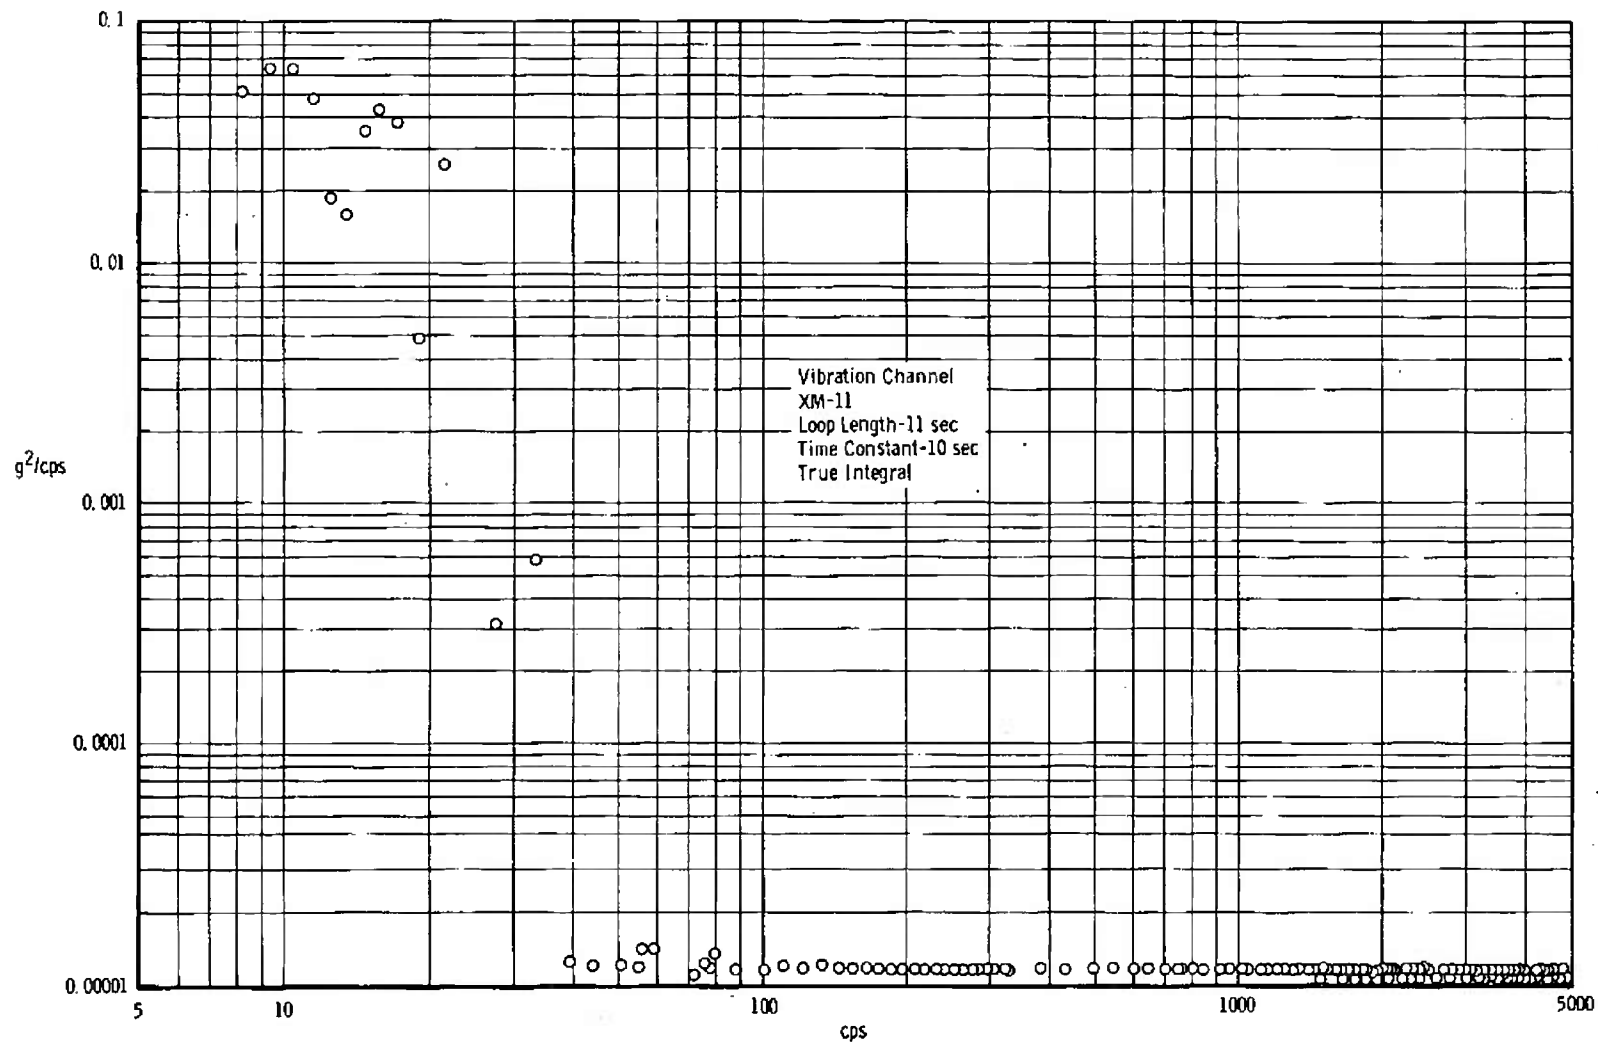 0.1
0.01
0.001
0.0001
0.00001
g²/cps
Vibration Channel
XM-11
Loop Length-11 sec
Time Constant-10 sec
True Integral
5
10
100
1000
5000
cps